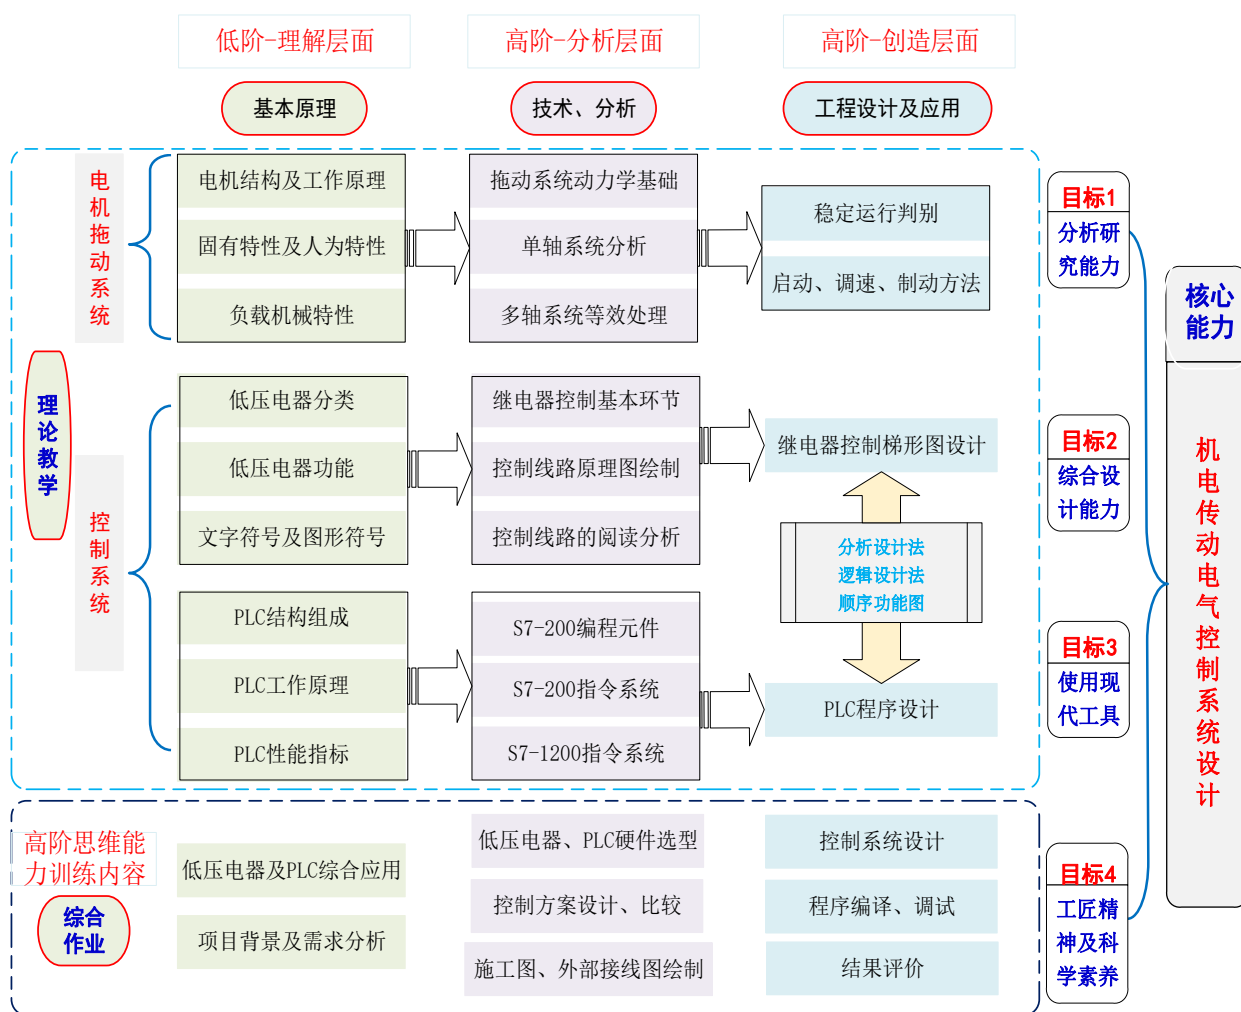 低阶-理解层面
高阶-分析层面
高阶-创造层面
基本原理
技术、分析
工程设计及应用
理论教学
电机拖动系统
电机结构及工作原理
固有特性及人为特性
负载机械特性
拖动系统动力学基础
单轴系统分析
多轴系统等效处理
稳定运行判别
启动、调速、制动方法
控制系统
低压电器分类
低压电器功能
文字符号及图形符号
继电器控制基本环节
控制线路原理图绘制
控制线路的阅读分析
继电器控制梯形图设计
分析设计法
逻辑设计法
顺序功能图
PLC结构组成
PLC工作原理
PLC性能指标
S7-200编程元件
S7-200指令系统
S7-1200指令系统
PLC程序设计
高阶思维能
力训练内容
综合
作业
低压电器及PLC综合应用
项目背景及需求分析
低压电器、PLC硬件选型
控制方案设计、比较
施工图、外部接线图绘制
控制系统设计
程序编译、调试
结果评价
目标1
分析研
究能力
目标2
综合设
计能力
目标3
使用现
代工具
目标4
工匠精
神及科
学素养
核心
能力
机电传动电气控制系统设计